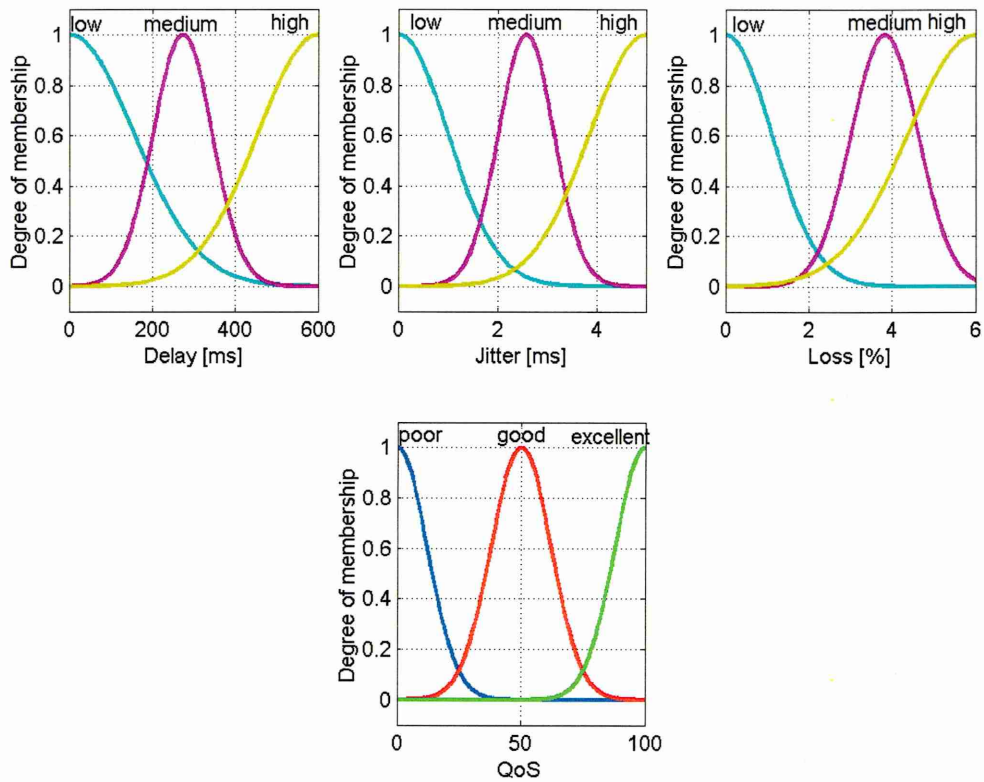 low medium high
1
0.8
0.6
0.4
0.2
0
0 200 400 600
Degree of membership
Delay [ms]
low medium high
1
0.8
0.6
0.4
0.2
0
0 2 4
Degree of membership
Jitter [ms]
low medium high
1
0.8
0.6
0.4
0.2
0
0 2 4 6
Degree of membership
Loss [%]
poor good excellent
1
0.8
0.6
0.4
0.2
0
0 50 100
Degree of membership
QoS